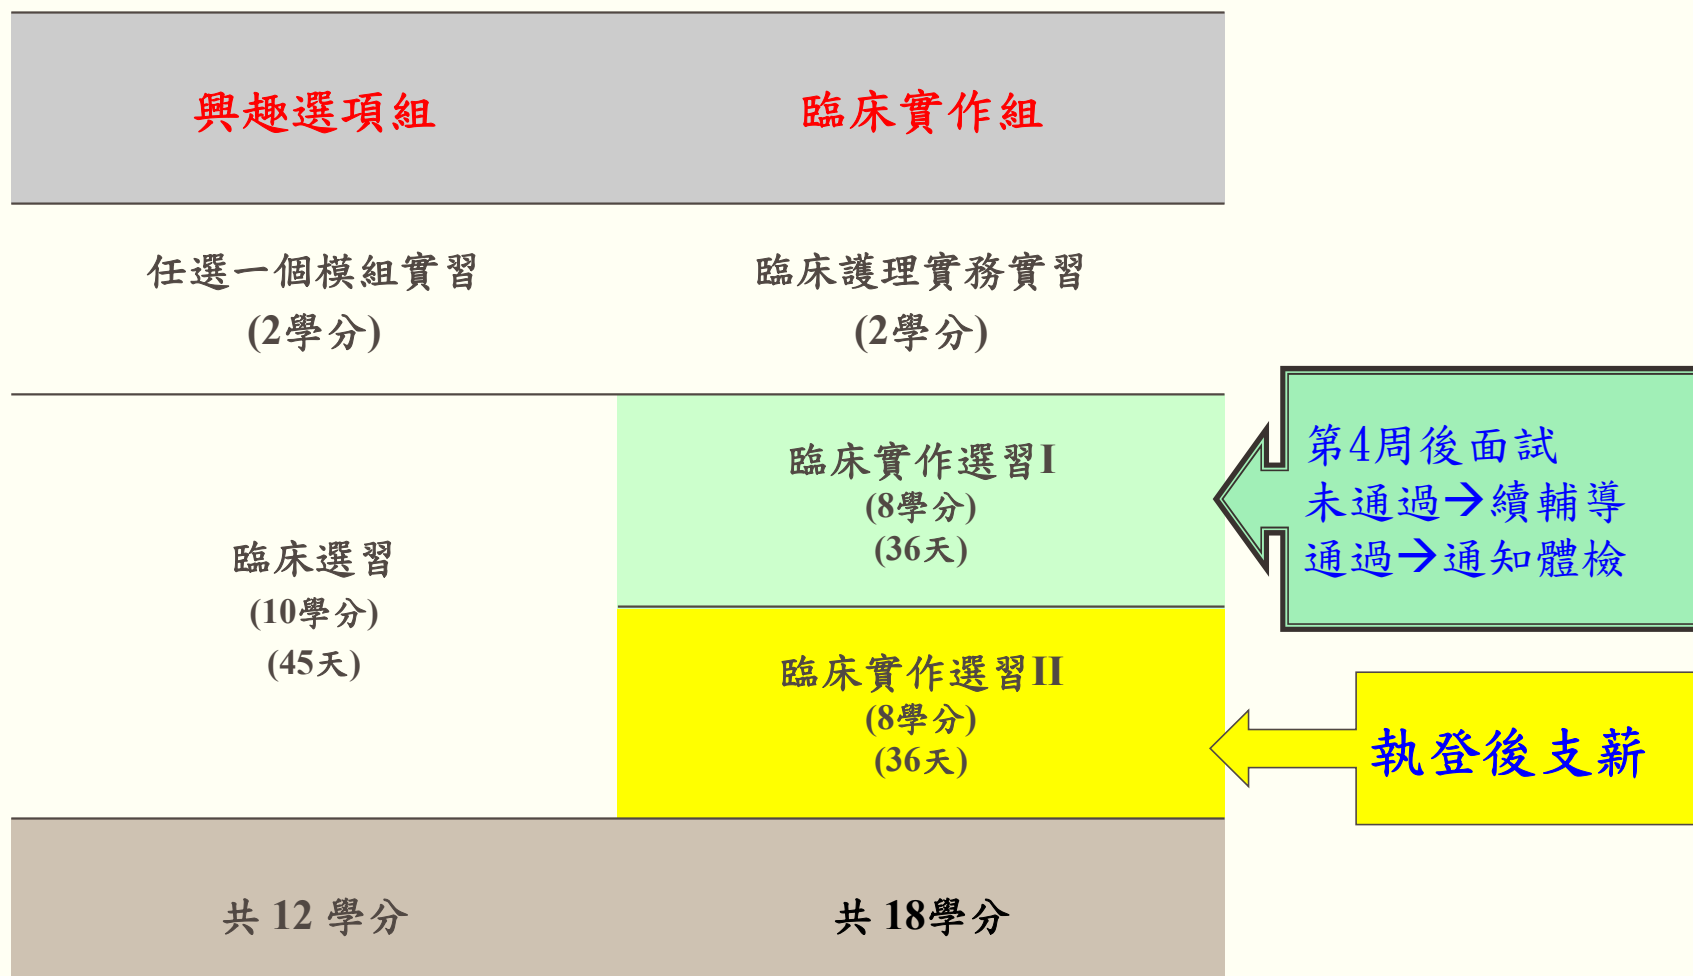 興趣選項組
臨床實作組
任選一個模組實習
(2學分)
臨床護理實務實習
(2學分)
臨床選習
(10學分)
(45天)
臨床實作選習I
(8學分)
(36天)
臨床實作選習II
(8學分)
(36天)
共 12 學分
共 18學分
第4周後面試
未通過→續輔導
通過→通知體檢
執登後支薪